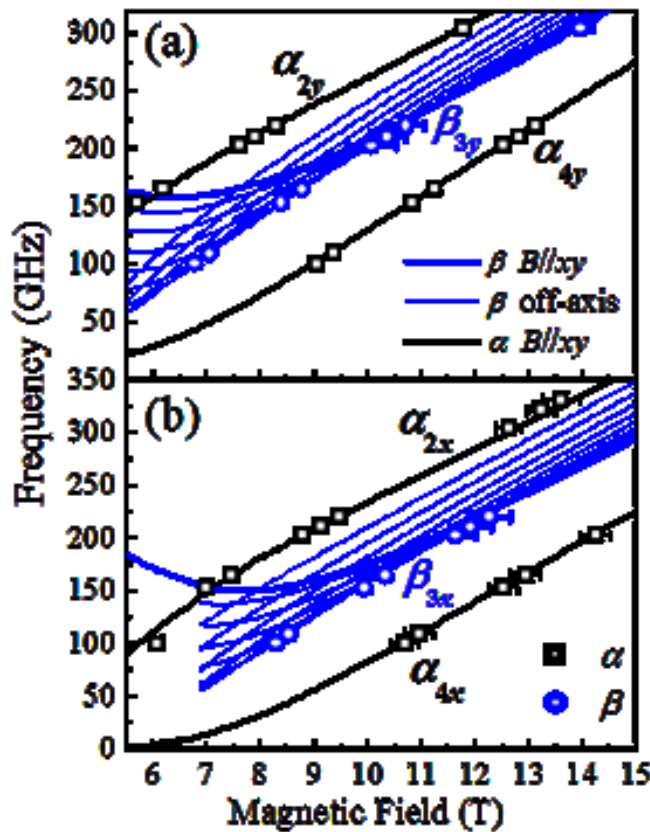 (a)
α2y
β3y
α4y
β B//xy
β off-axis
α B//xy
300
250
200
150
100
50
Frequency (GHz)
350
(b)
α2x
β3x
α4x
α
β
300
250
200
150
100
50
0
6 7 8 9 10 11 12 13 14 15
Magnetic Field (T)